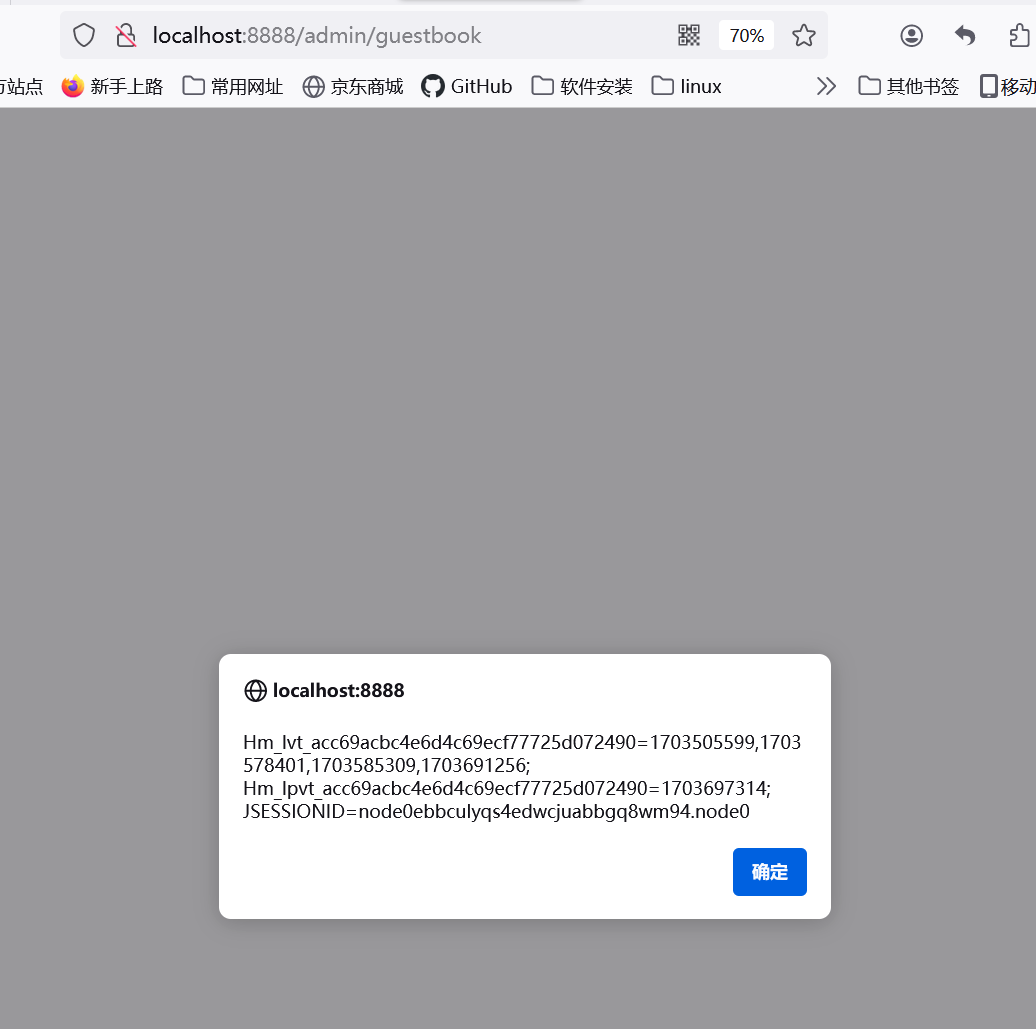 localhost:8888/admin/guestbook
70%
站点 新手上路 常用网址 京东商城 GitHub 软件安装 linux 其他书签 移动
localhost:8888
Hm_lvt_acc69acbc4e6d4c69ecf77725d072490=1703505599,1703
578401,1703585309,1703691256;
Hm_lpvt_acc69acbc4e6d4c69ecf77725d072490=1703697314;
JSESSIONID=node0ebbculyqs4edwcjuabbgq8wm94.node0
确定